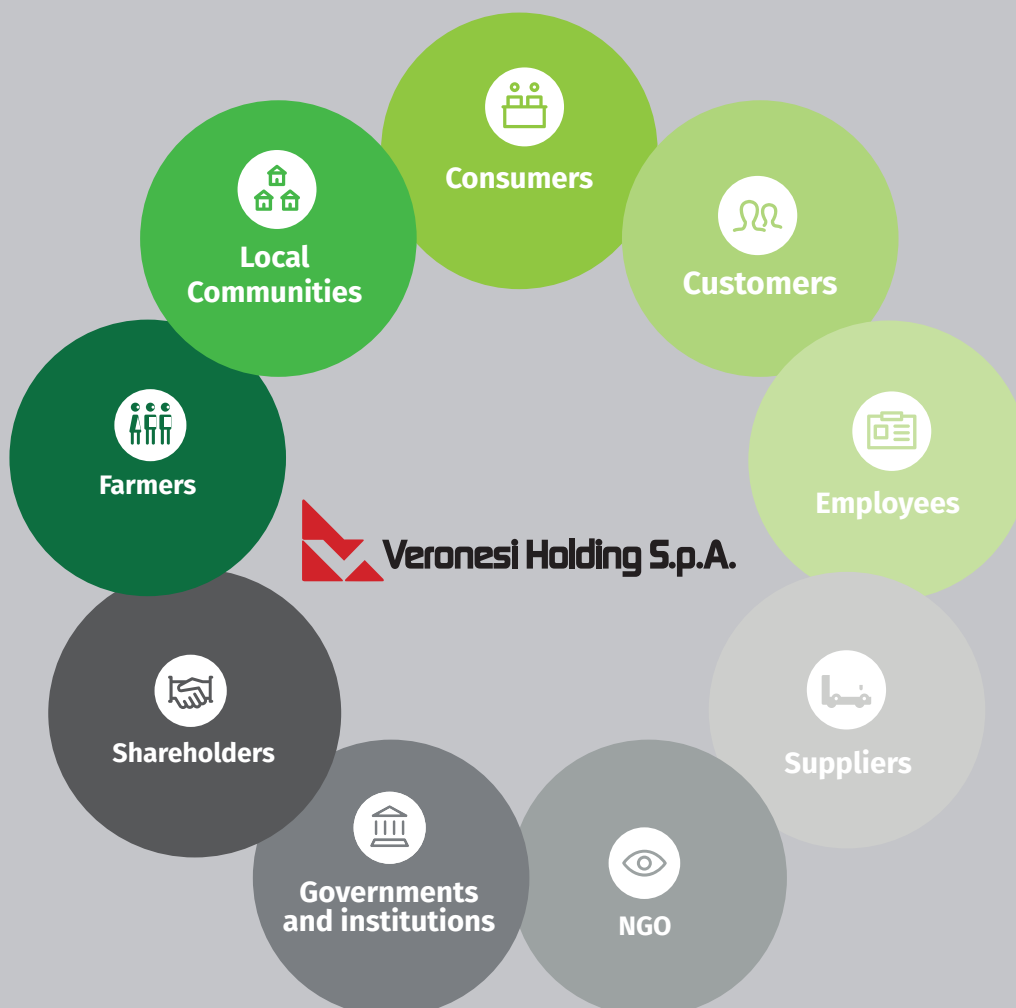 Consumers
Local
Communities
Customers
Farmers
Employees
Veronesi Holding S.p.A.
Shareholders
Suppliers
Governments
and institutions
NGO